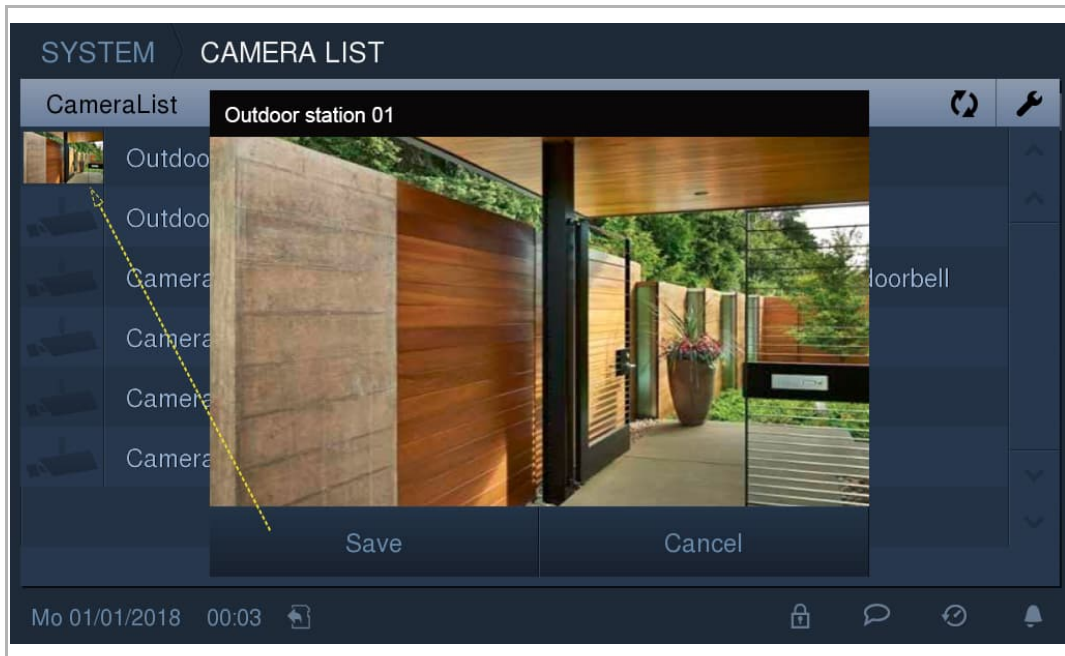 SYSTEM CAMERA LIST
CameraList
Outdoor station 01
Outdoo
Outdoo
Camera doorbell
Camera
Camera
Camera
Save Cancel
Mo 01/01/2018 00:03